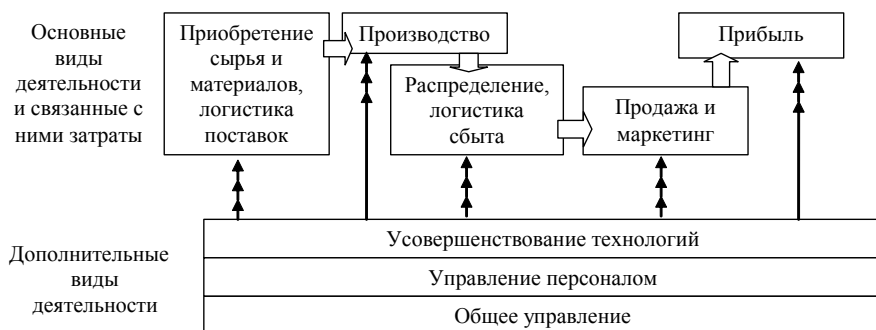 Основные
виды
деятельности
и связанные с
ними затраты
Приобретение
сырья и
материалов,
логистика
поставок
Производство
Распределение,
логистика
сбыта
Продажа и
маркетинг
Прибыль
Дополнительные
виды
деятельности
Усовершенствование технологий
Управление персоналом
Общее управление